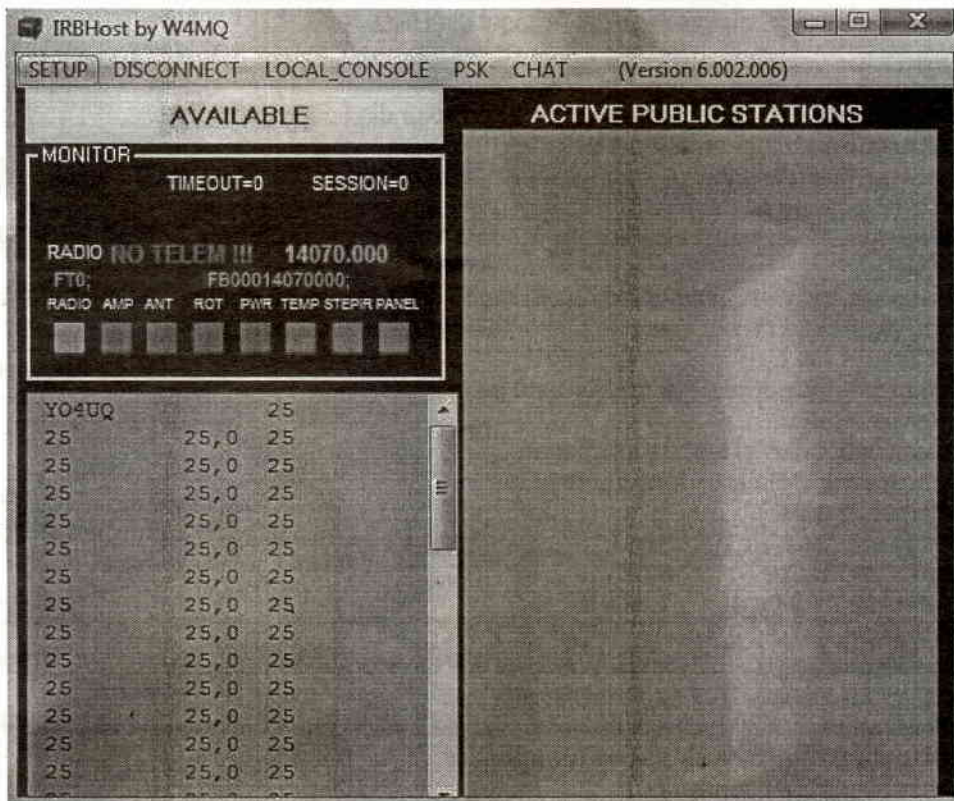 IRBHost by W4MQ
SETUP DISCONNECT LOCAL_CONSOLE PSK CHAT (Version 6.002.006)
AVAILABLE
MONITOR
TIMEOUT=0 SESSION=0
RADIO NO TELEM !!! 14070.000
FT0; FB00014070000;
RADIO AMP ANT ROT PWR TEMP STEPIR PANEL
YO4UQ 25
25 25,0 25
25 25,0 25
25 25,0 25
25 25,0 25
25 25,0 25
25 25,0 25
25 25,0 25
25 25,0 25
25 25,0 25
25 25,0 25
25 25,0 25
25 25,0 25
25 25,0 25
ACTIVE PUBLIC STATIONS